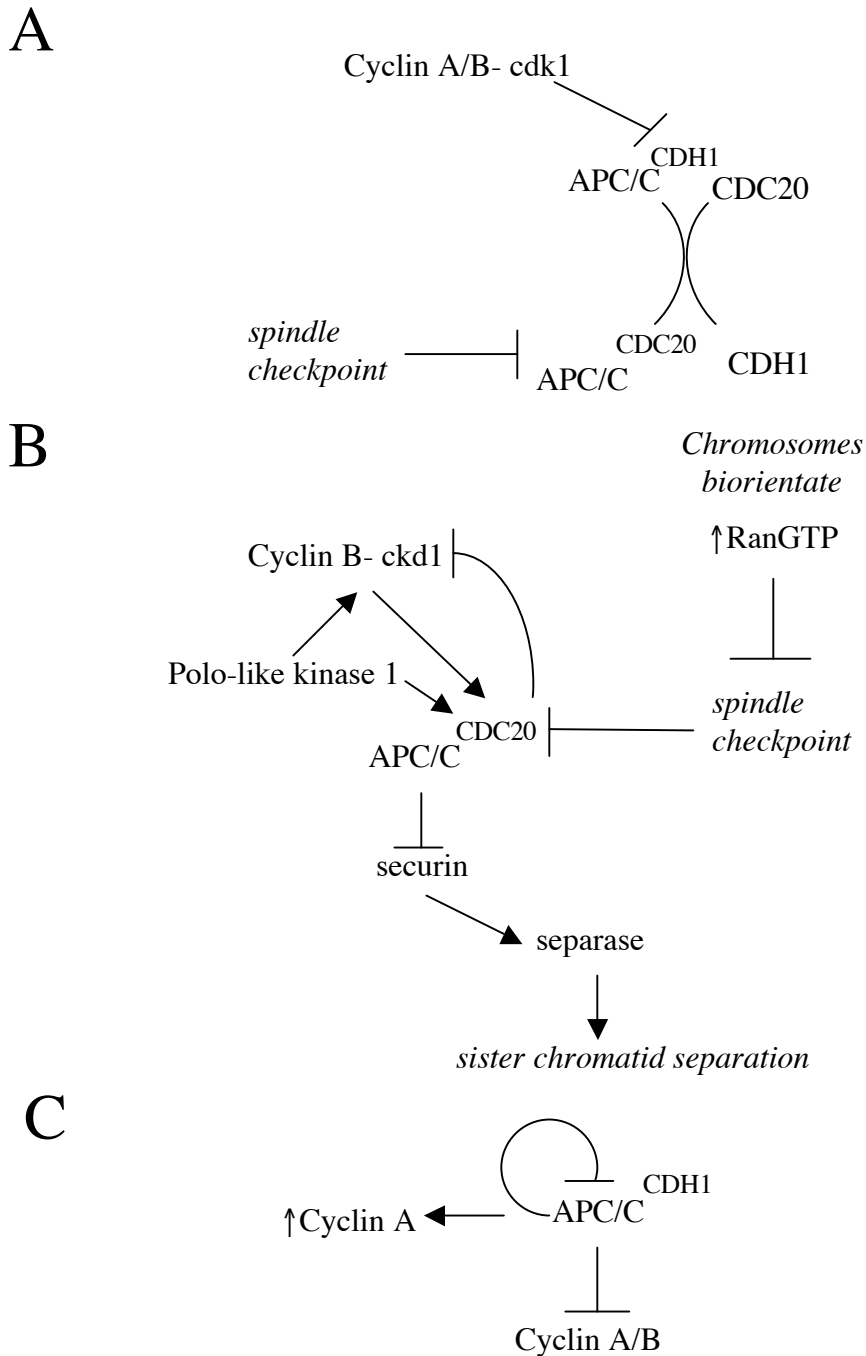 A
Cyclin A/B- cdk1
CDH1
APC/C
CDC20
spindle
checkpoint
CDC20
APC/C
CDH1
B
Chromosomes
biorientate
↑RanGTP
Cyclin B- ckd1
Polo-like kinase 1
spindle
checkpoint
CDC20
APC/C
securin
separase
sister chromatid separation
C
CDH1
APC/C
↑Cyclin A
Cyclin A/B